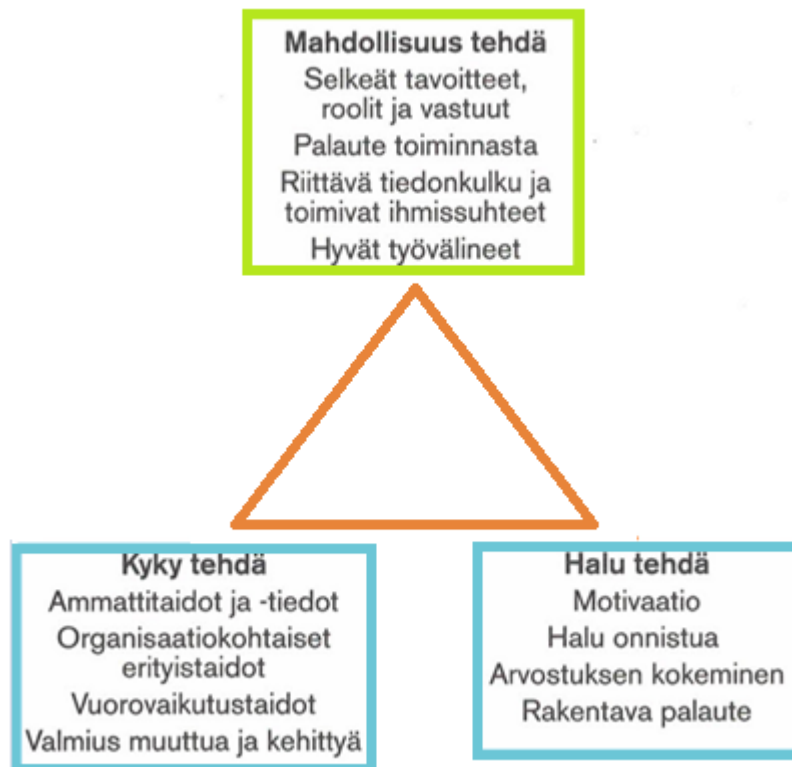 Mahdollisuus tehdä
Selkeät tavoitteet,
roolit ja vastuut
Palaute toiminnasta
Riittävä tiedonkulku ja
toimivat ihmissuhteet
Hyvät työvälineet
Kyky tehdä
Ammattitaidot ja -tiedot
Organisaatiokohtaiset
erityistaidot
Vuorovaikutustaidot
Valmius muuttua ja kehittyä
Halu tehdä
Motivaatio
Halu onnistua
Arvostuksen kokeminen
Rakentava palaute